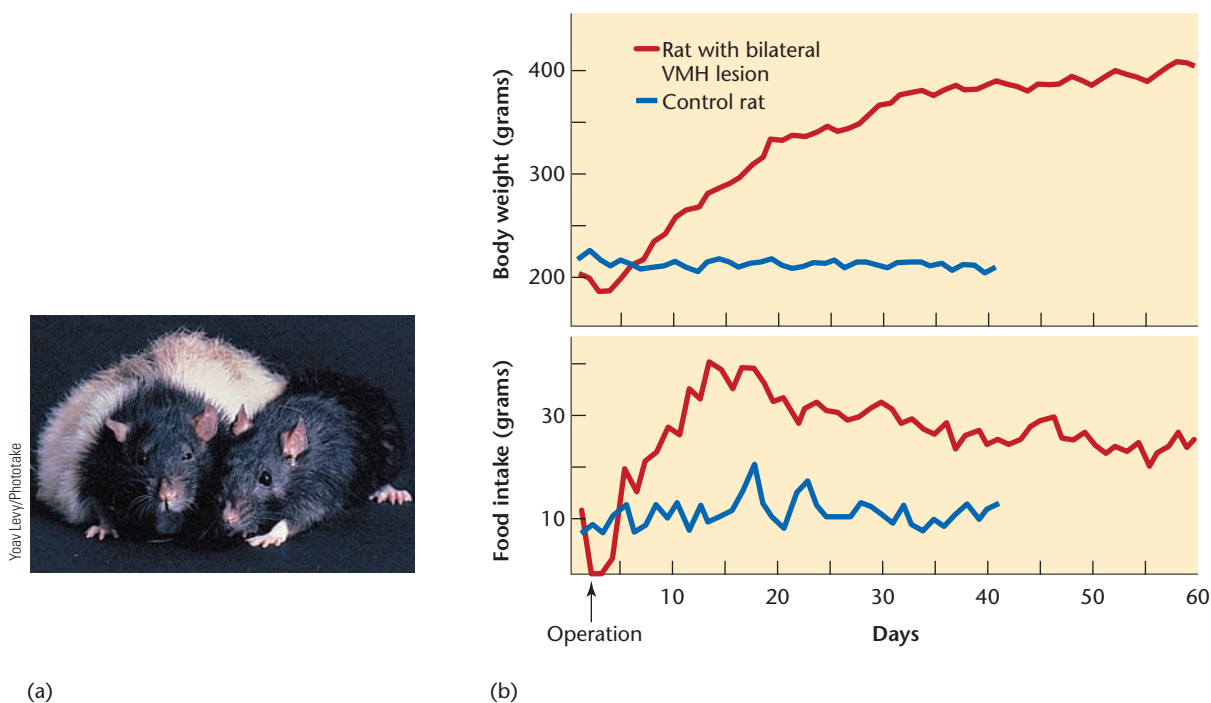 Yoav Levy/Phototake
(a)
Body weight (grams)
400
300
200
Rat with bilateral
VMH lesion
Control rat
Food intake (grams)
30
10
10
20
30
40
50
60
Operation
Days
(b)